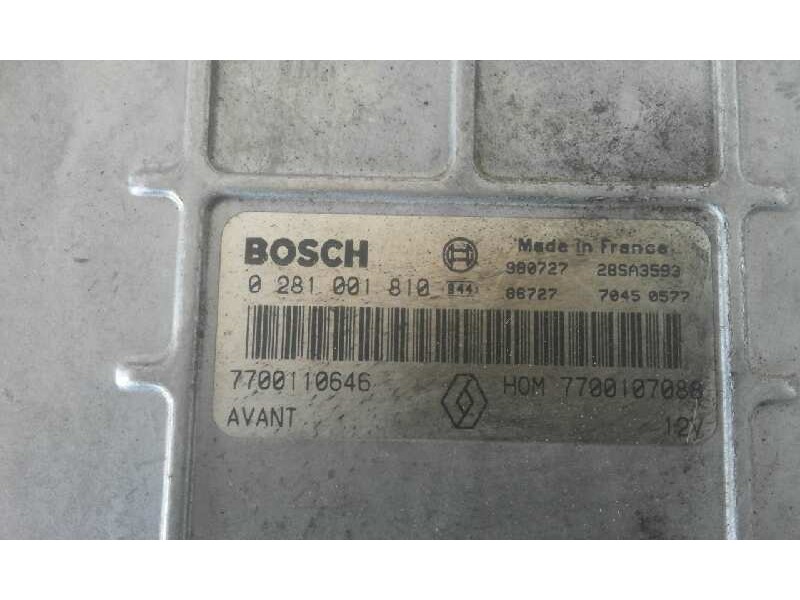 BOSCH
Made in France
980727 28SA3593
0 281 001 810
86727 7045 0577
7700110646
HOM 7700107088
AVANT
12V